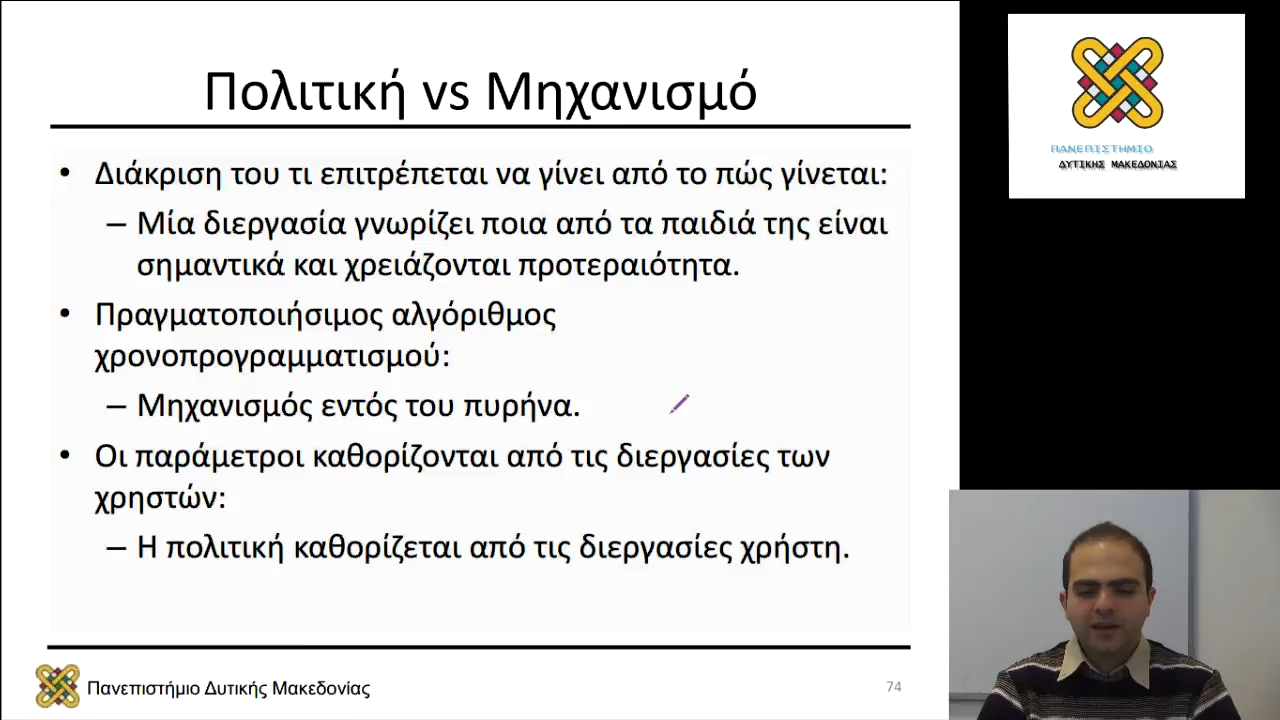 Πολιτική vs Μηχανισμό
• Διάκριση του τι επιτρέπεται να γίνει από το πώς γίνεται:
– Μία διεργασία γνωρίζει ποια από τα παιδιά της είναι
σημαντικά και χρειάζονται προτεραιότητα.
• Πραγματοποιήσιμος αλγόριθμος
χρονοπρογραμματισμού:
– Μηχανισμός εντός του πυρήνα.
• Οι παράμετροι καθορίζονται από τις διεργασίες των
χρηστών:
– Η πολιτική καθορίζεται από τις διεργασίες χρήστη.
Πανεπιστήμιο Δυτικής Μακεδονίας
74
ΠΑΝΕΠΙΣΤΗΜΙΟ
ΔΥΤΙΚΗΣ ΜΑΚΕΔΟΝΙΑΣ